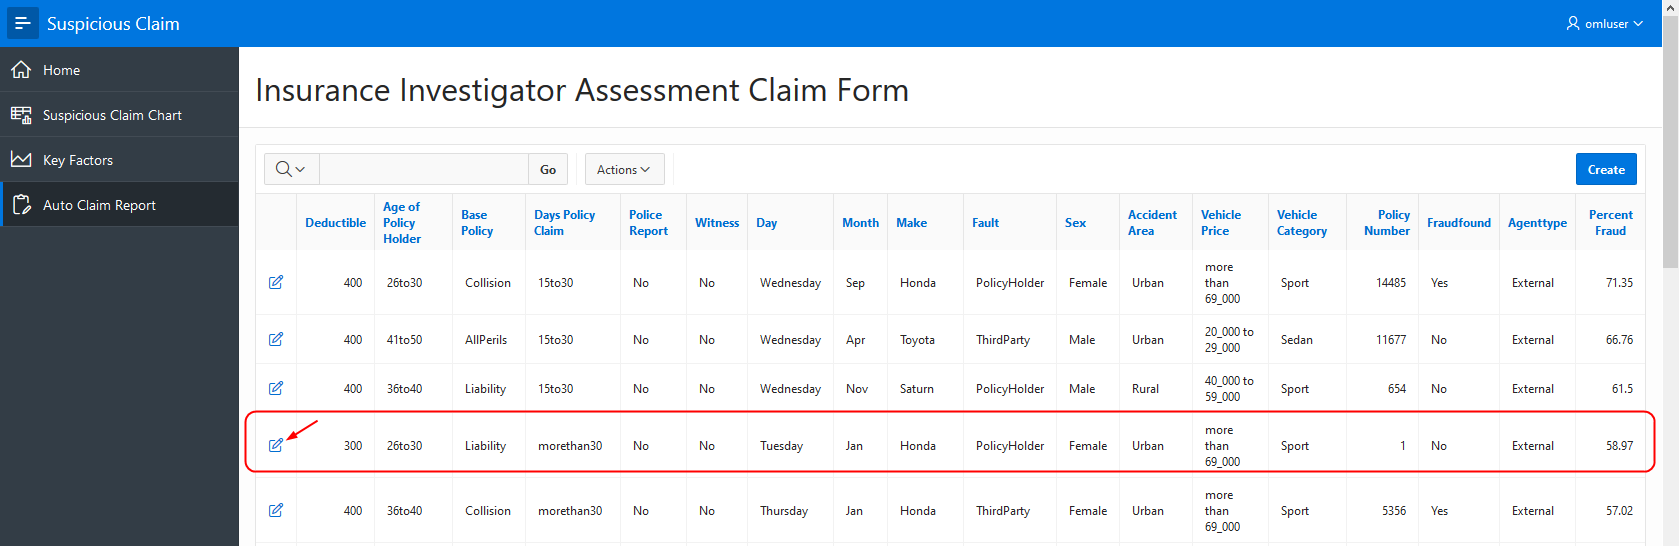 Suspicious Claim
omluser
Home
Suspicious Claim Chart
Key Factors
Auto Claim Report
Insurance Investigator Assessment Claim Form
Go
Actions
Create
Deductible
Age of
Policy
Holder
Base
Policy
Days Policy
Claim
Police
Report
Witness
Day
Month
Make
Fault
Sex
Accident
Area
Vehicle
Price
Vehicle
Category
Policy
Number
Fraudfound
Agenttype
Percent
Fraud
400 26to30 Collision 15to30 No No Wednesday Sep Honda PolicyHolder Female Urban
more
than
69_000
Sport 14485 Yes External 71.35
400 41to50 AllPerils 15to30 No No Wednesday Apr Toyota ThirdParty Male Urban
20_000 to
29_000
Sedan 11677 No External 66.76
400 36to40 Liability 15to30 No No Wednesday Nov Saturn PolicyHolder Male Rural
40_000 to
59_000
Sport 654 No External 61.5
300 26to30 Liability morethan30 No No Tuesday Jan Honda PolicyHolder Female Urban
more
than
69_000
Sport 1 No External 58.97
400 36to40 Collision morethan30 No No Thursday Jan Honda ThirdParty Female Urban
more
than
69_000
Sport 5356 Yes External 57.02